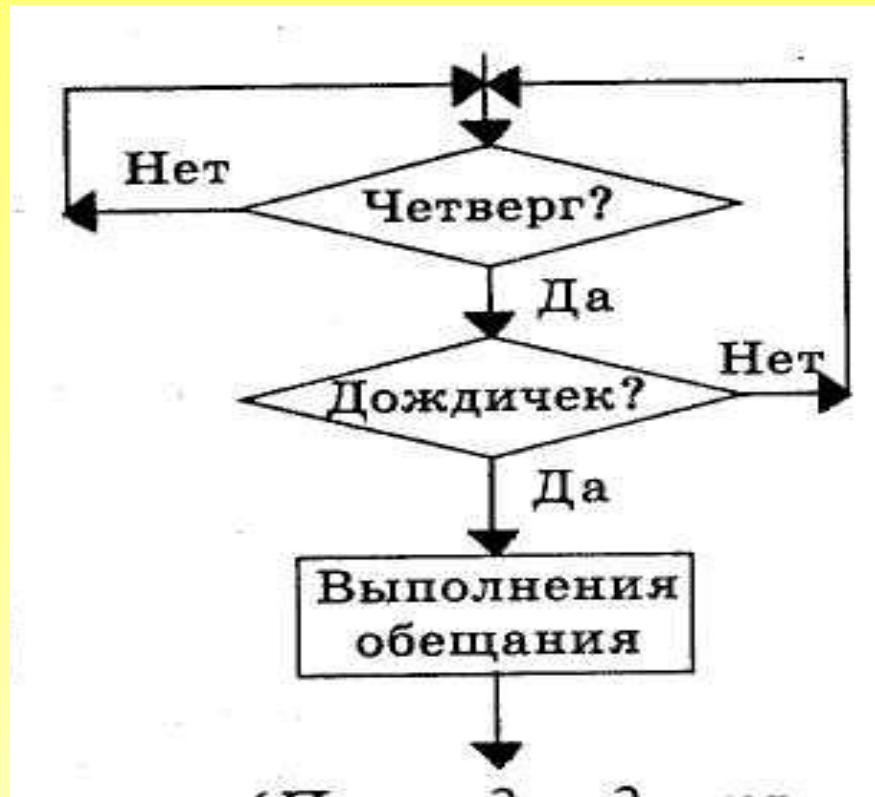 Нет
Четверг?
Да
Нет
Дождичек?
Да
Выполнения
обещания